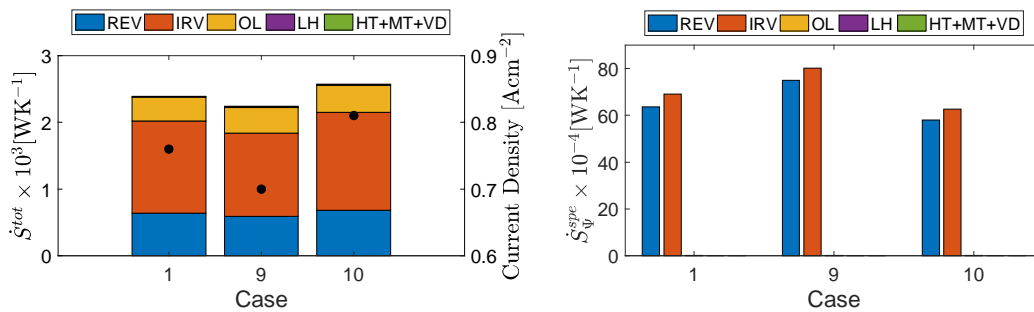 REV IRV OL LH HT+MT+VD
3
2
1
0
Ṡ^{tot} × 10^3[WK^{−1}]
0.9
0.8
0.7
0.6
Current Density [Acm^{−2}]
1 9 10
Case
REV IRV OL LH HT+MT+VD
80
60
40
20
0
Ṡ_Ψ^{spe} × 10^{−4}[WK^{−1}]
1 9 10
Case